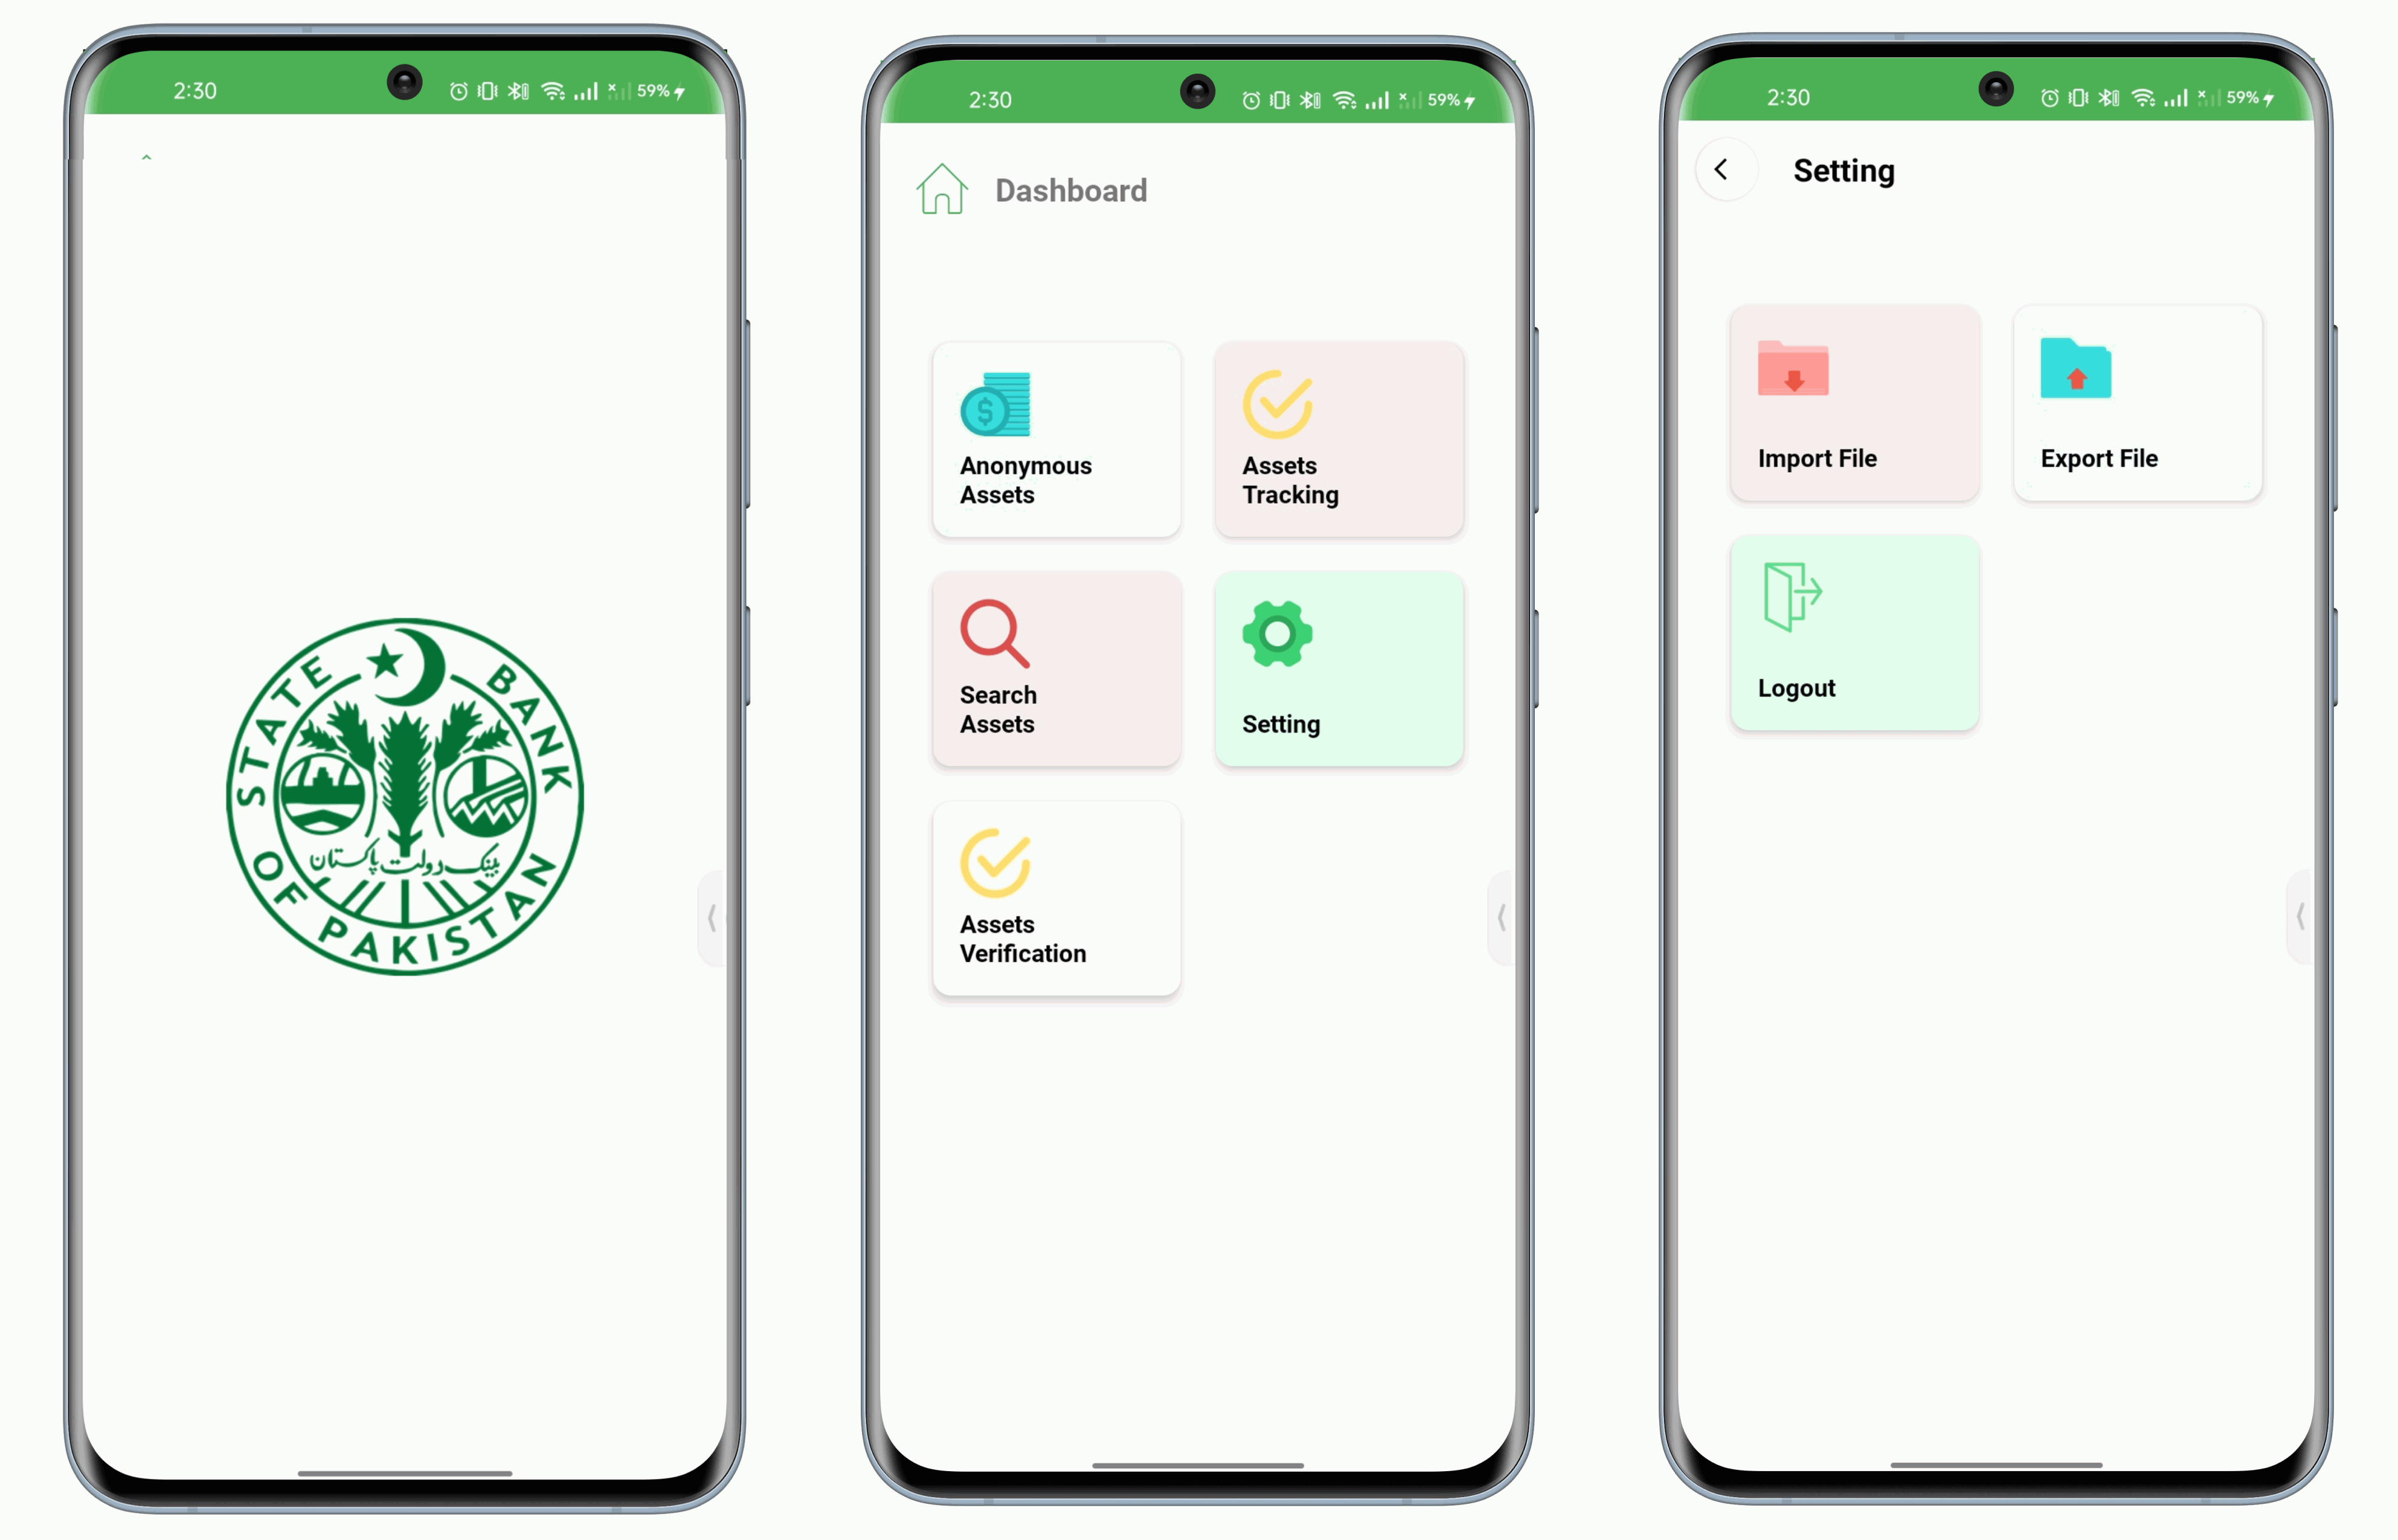 2:30
59%
STATE BANK
بینک دولت پاکستان
OF PAKISTAN
2:30
59%
Dashboard
Anonymous
Assets
Assets
Tracking
Search
Assets
Setting
Assets
Verification
2:30
59%
Setting
Import File
Export File
Logout